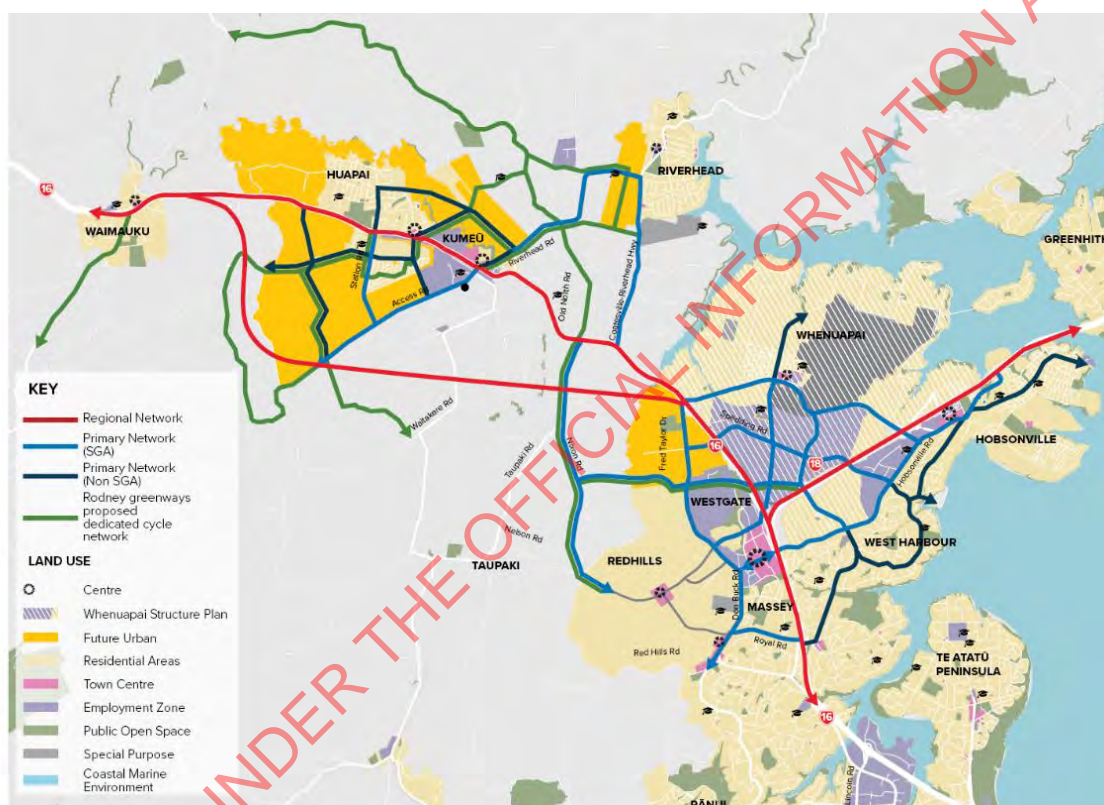 UNDER THE OFFICIAL INFORMATION A
16
WAIMAUKU
HUAPAI
KUMEŪ
RIVERHEAD
Riverhead Rd
Station R
Access Rd
Old North Rd
Coatesville-Riverhead Hwy
GREENHITH
WHENUAPAI
Waitakere Rd
Taupaki Rd
Nelson Rd
TAUPAKI
Nixon Rd
Fred Taylor Dr
Spedding Rd
16
18
Hobsonville Rd
HOBSONVILLE
WESTGATE
WEST HARBOUR
REDHILLS
MASSEY
Don Buck Rd
Royal Rd
Red Hills Rd
TE ATATŪ
PENINSULA
16
Lincoln Rd
RĀNUI
KEY
Regional Network
Primary Network
(SGA)
Primary Network
(Non SGA)
Rodney greenways
proposed
dedicated cycle
network
LAND USE
Centre
Whenuapai Structure Plan
Future Urban
Residential Areas
Town Centre
Employment Zone
Public Open Space
Special Purpose
Coastal Marine
Environment